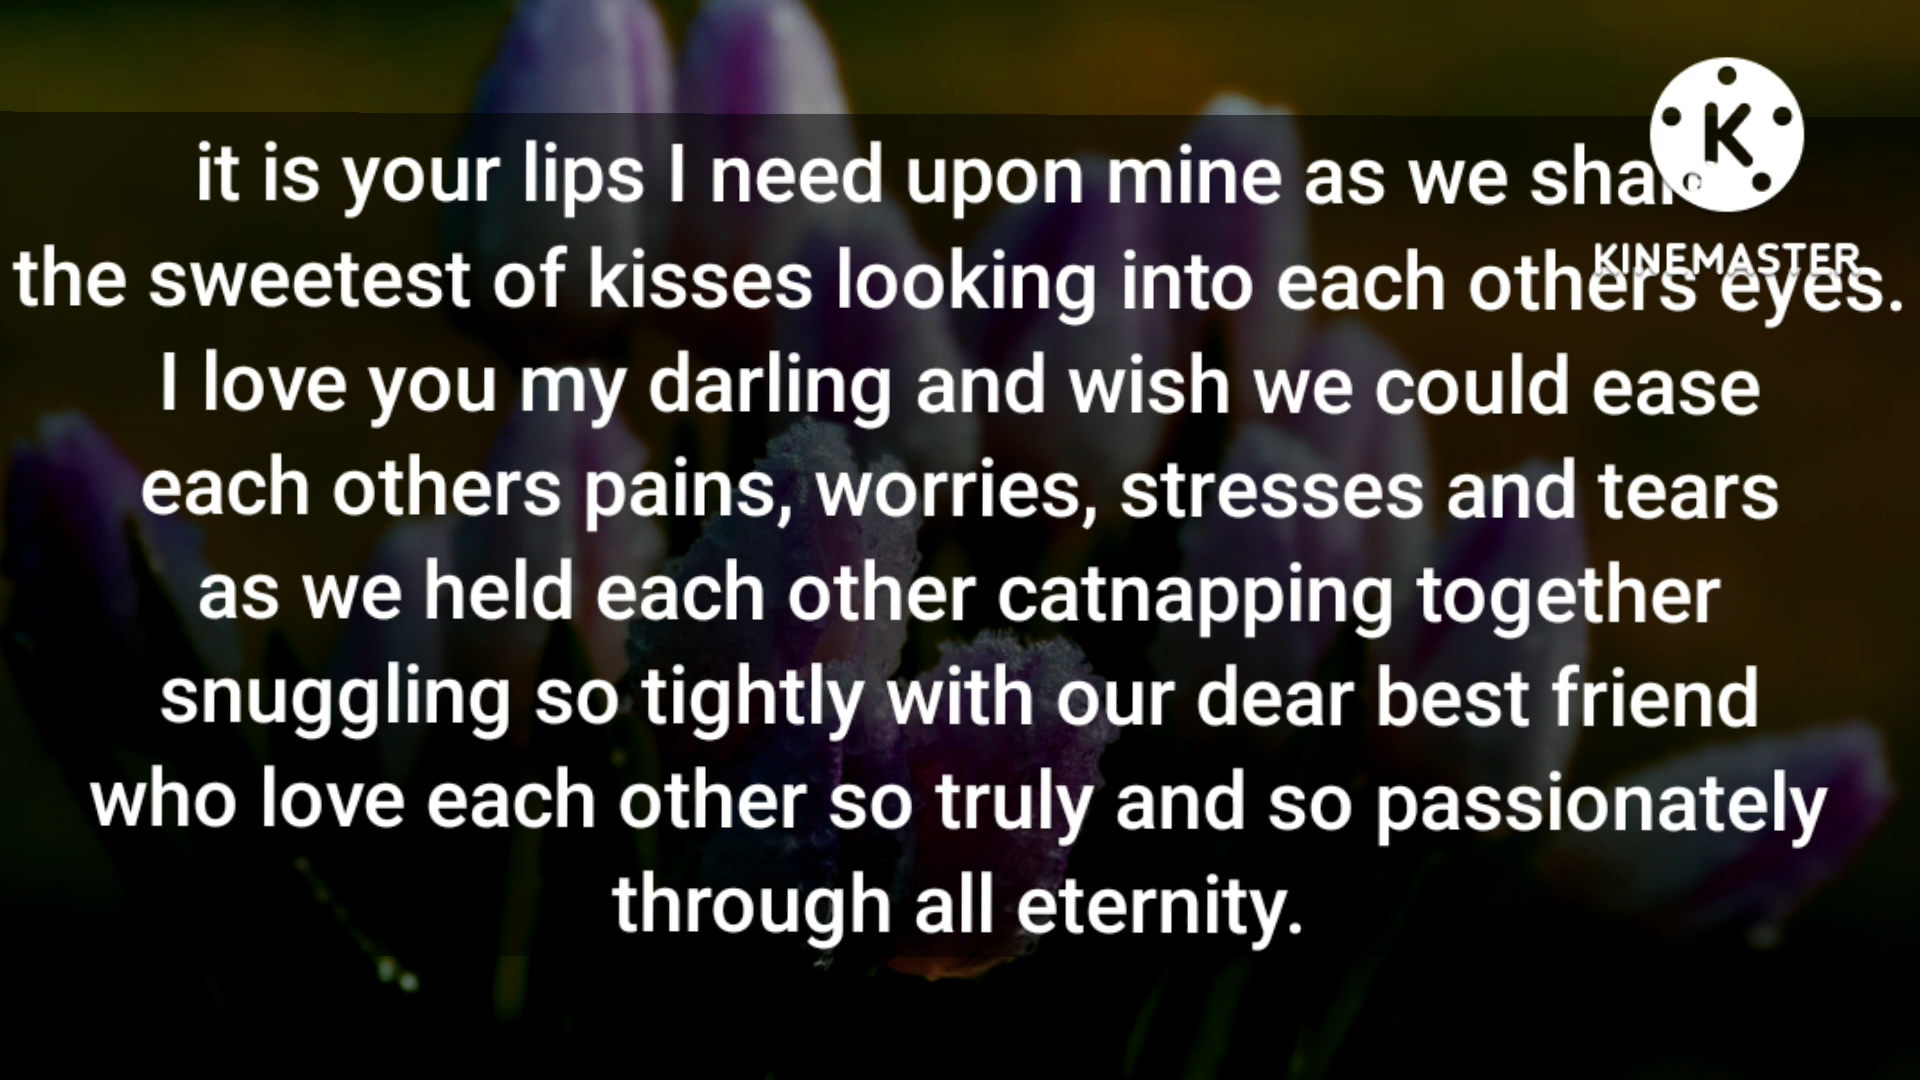 it is your lips I need upon mine as we
the sweetest of kisses looking into each others eyes.
I love you my darling and wish we could ease
each others pains, worries, stresses and tears
as we held each other catnapping together
snuggling so tightly with our dear best friend
who love each other so truly and so passionately
through all eternity.
K
KINEMASTER